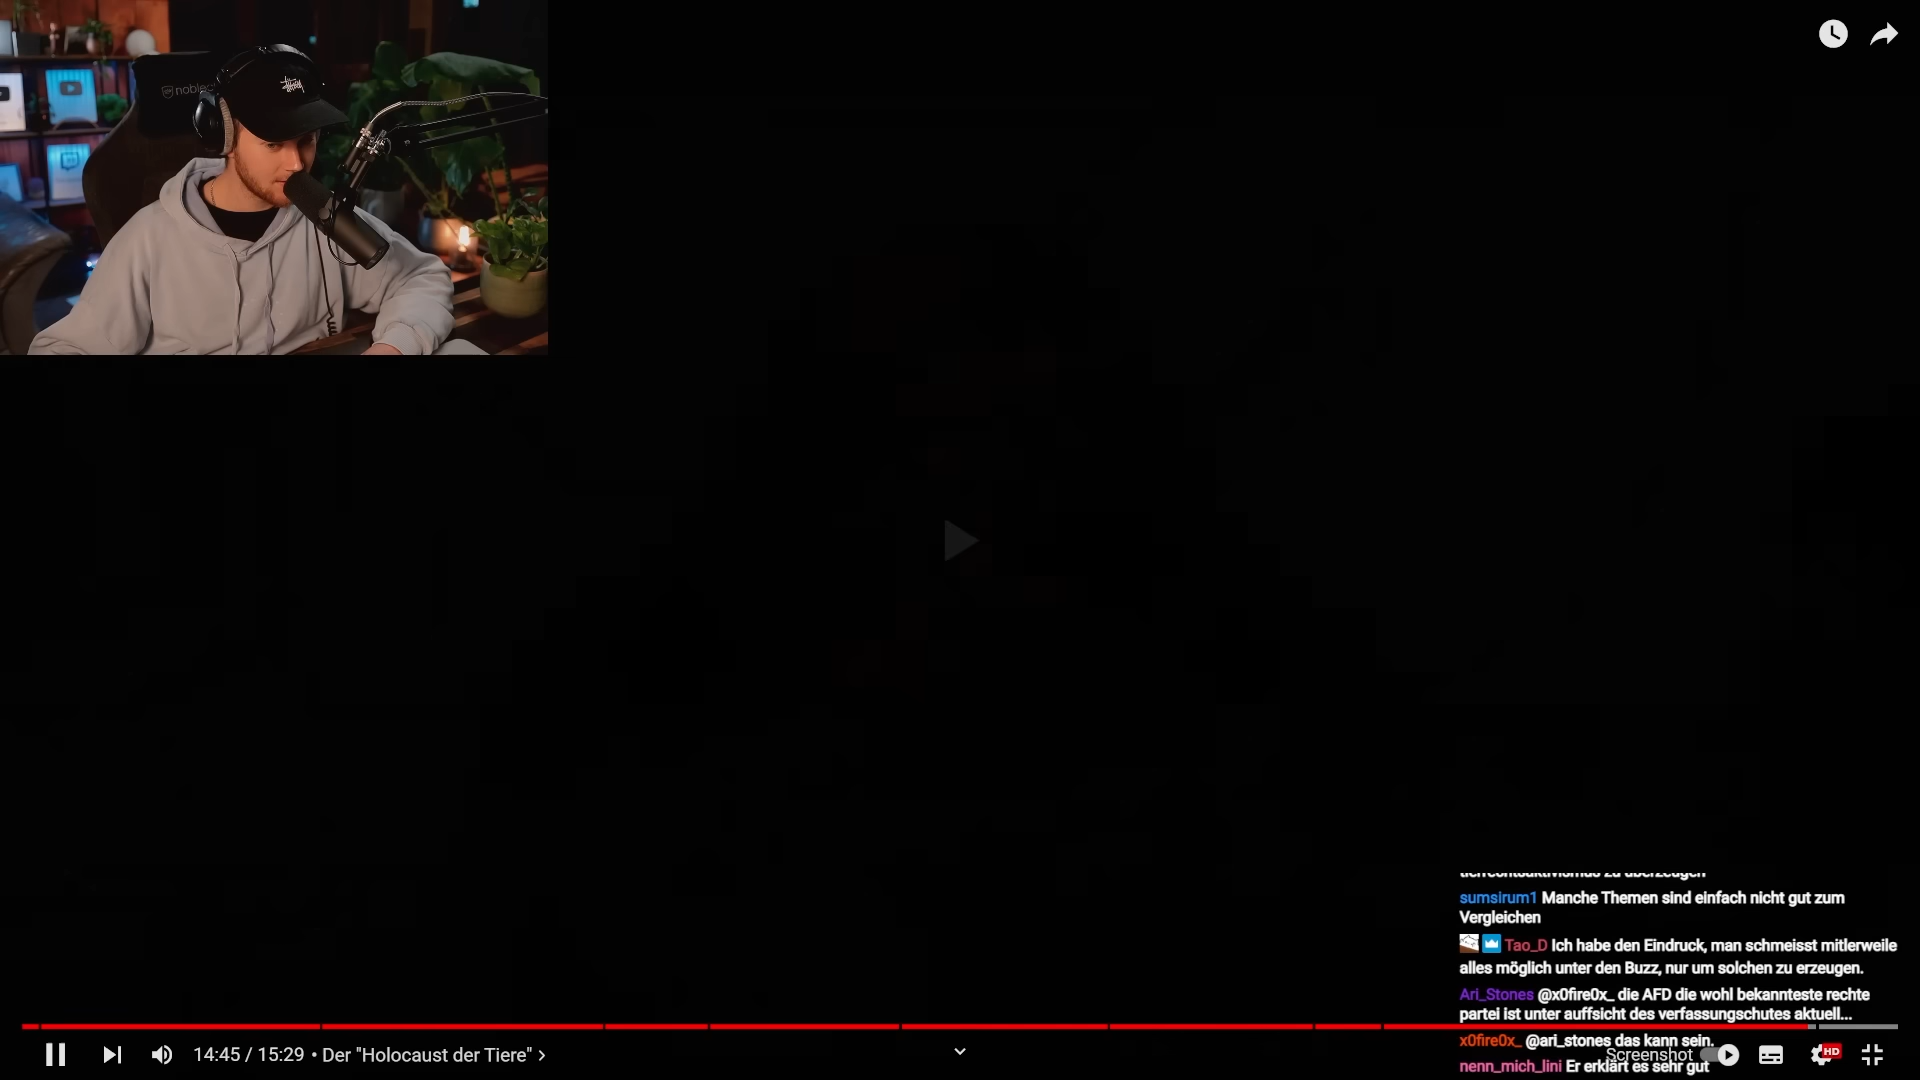 noblec
sumsirum1 Manche Themen sind einfach nicht gut zum
Vergleichen
Tao_D Ich habe den Eindruck, man schmeisst mitlerweile
alles möglich unter den Buzz, nur um solchen zu erzeugen.
Ari_Stones @x0fire0x_ die AFD die wohl bekannteste rechte
partei ist unter auffsicht des verfassungschutes aktuell...
x0fire0x_ @ari_stones das kann sein.
Screenshot
nenn_mich_lini Er erklärt es sehr gut
14:45 / 15:29 • Der "Holocaust der Tiere" ›
HD